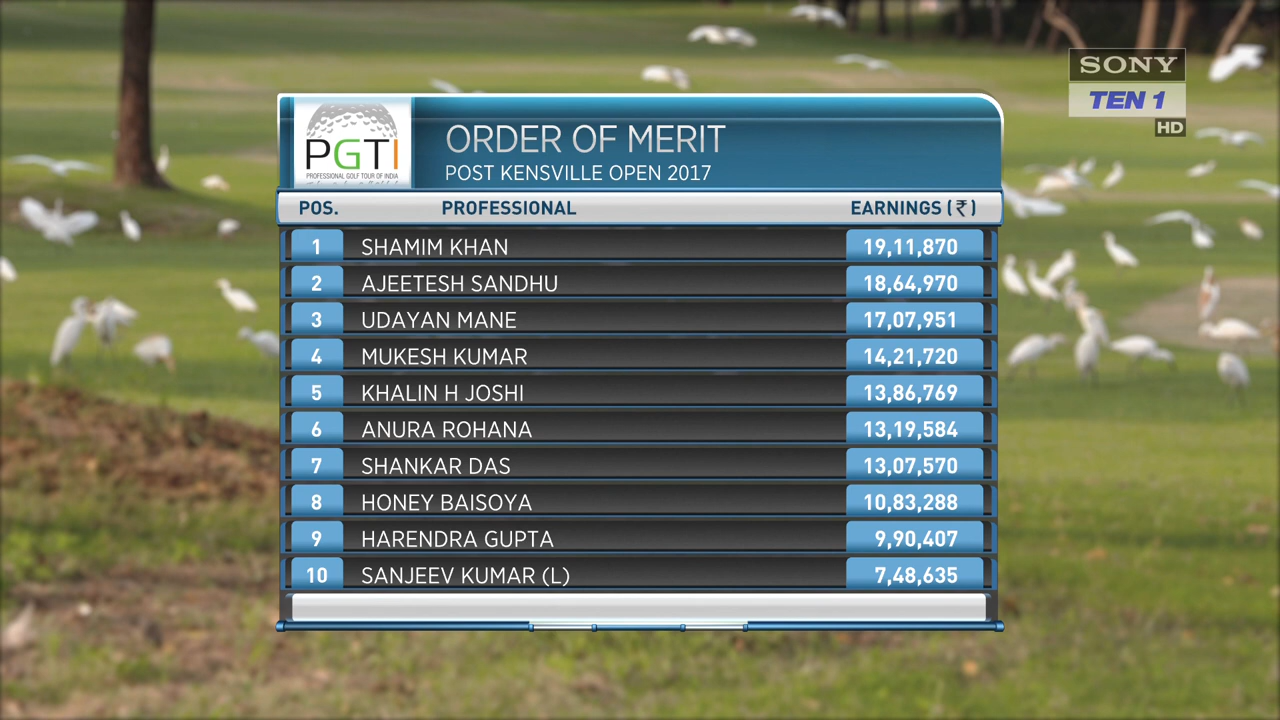 SONY
TEN 1
HD
PGTI
PROFESSIONAL GOLF TOUR OF INDIA
ORDER OF MERIT
POST KENSVILLE OPEN 2017
POS. PROFESSIONAL EARNINGS (₹)
1 SHAMIM KHAN 19,11,870
2 AJEETESH SANDHU 18,64,970
3 UDAYAN MANE 17,07,951
4 MUKESH KUMAR 14,21,720
5 KHALIN H JOSHI 13,86,769
6 ANURA ROHANA 13,19,584
7 SHANKAR DAS 13,07,570
8 HONEY BAISOYA 10,83,288
9 HARENDRA GUPTA 9,90,407
10 SANJEEV KUMAR (L) 7,48,635